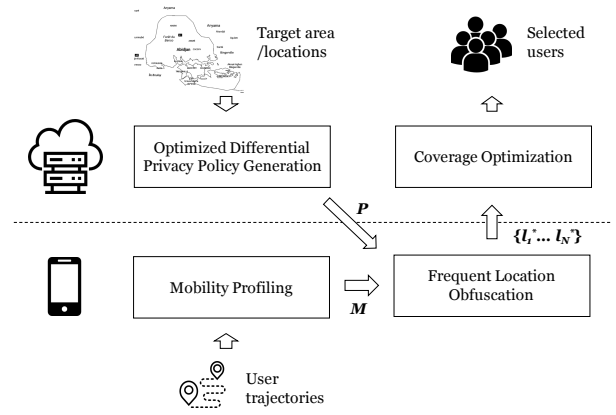 Target area
/locations
Selected
users
Optimized Differential
Privacy Policy Generation
Coverage Optimization
P
{l₁*... l_N*}
Mobility Profiling
M
Frequent Location
Obfuscation
User
trajectories